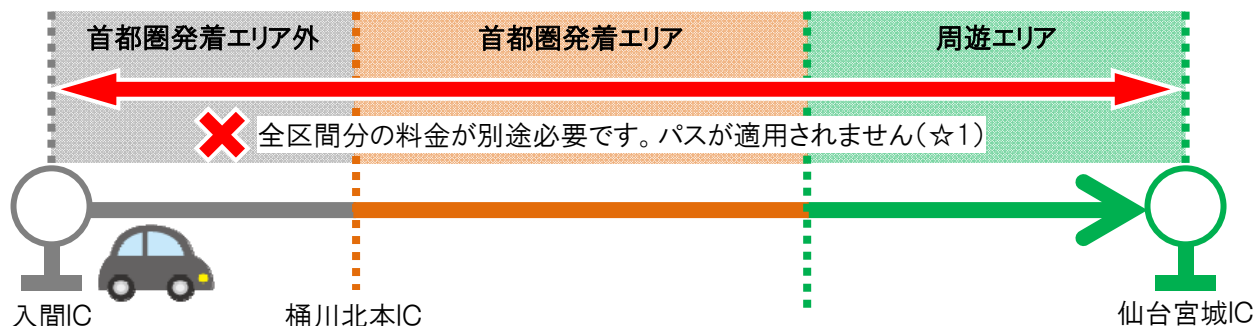 首都圏発着エリア外 首都圏発着エリア 周遊エリア
全区間分の料金が別途必要です。パスが適用されません(☆1)
入間IC 桶川北本IC 仙台宮城IC